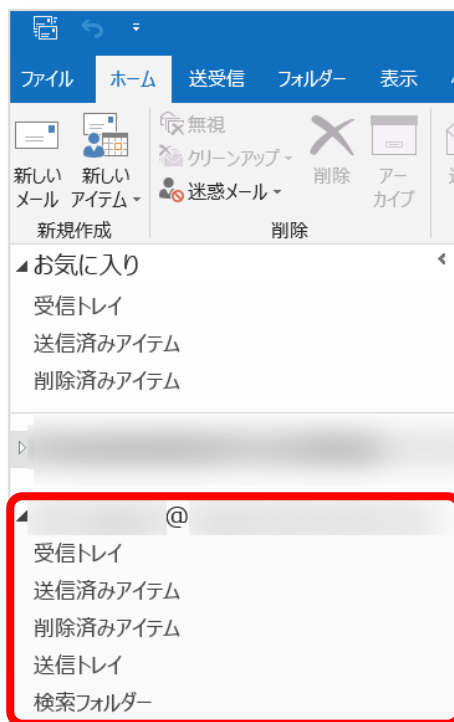 ファイル ホーム 送受信 フォルダー 表示
新しい メール
新しい アイテム
無視
クリーンアップ
迷惑メール
削除
アー カイブ
新規作成 削除
お気に入り
受信トレイ
送信済みアイテム
削除済みアイテム
@
受信トレイ
送信済みアイテム
削除済みアイテム
送信トレイ
検索フォルダー